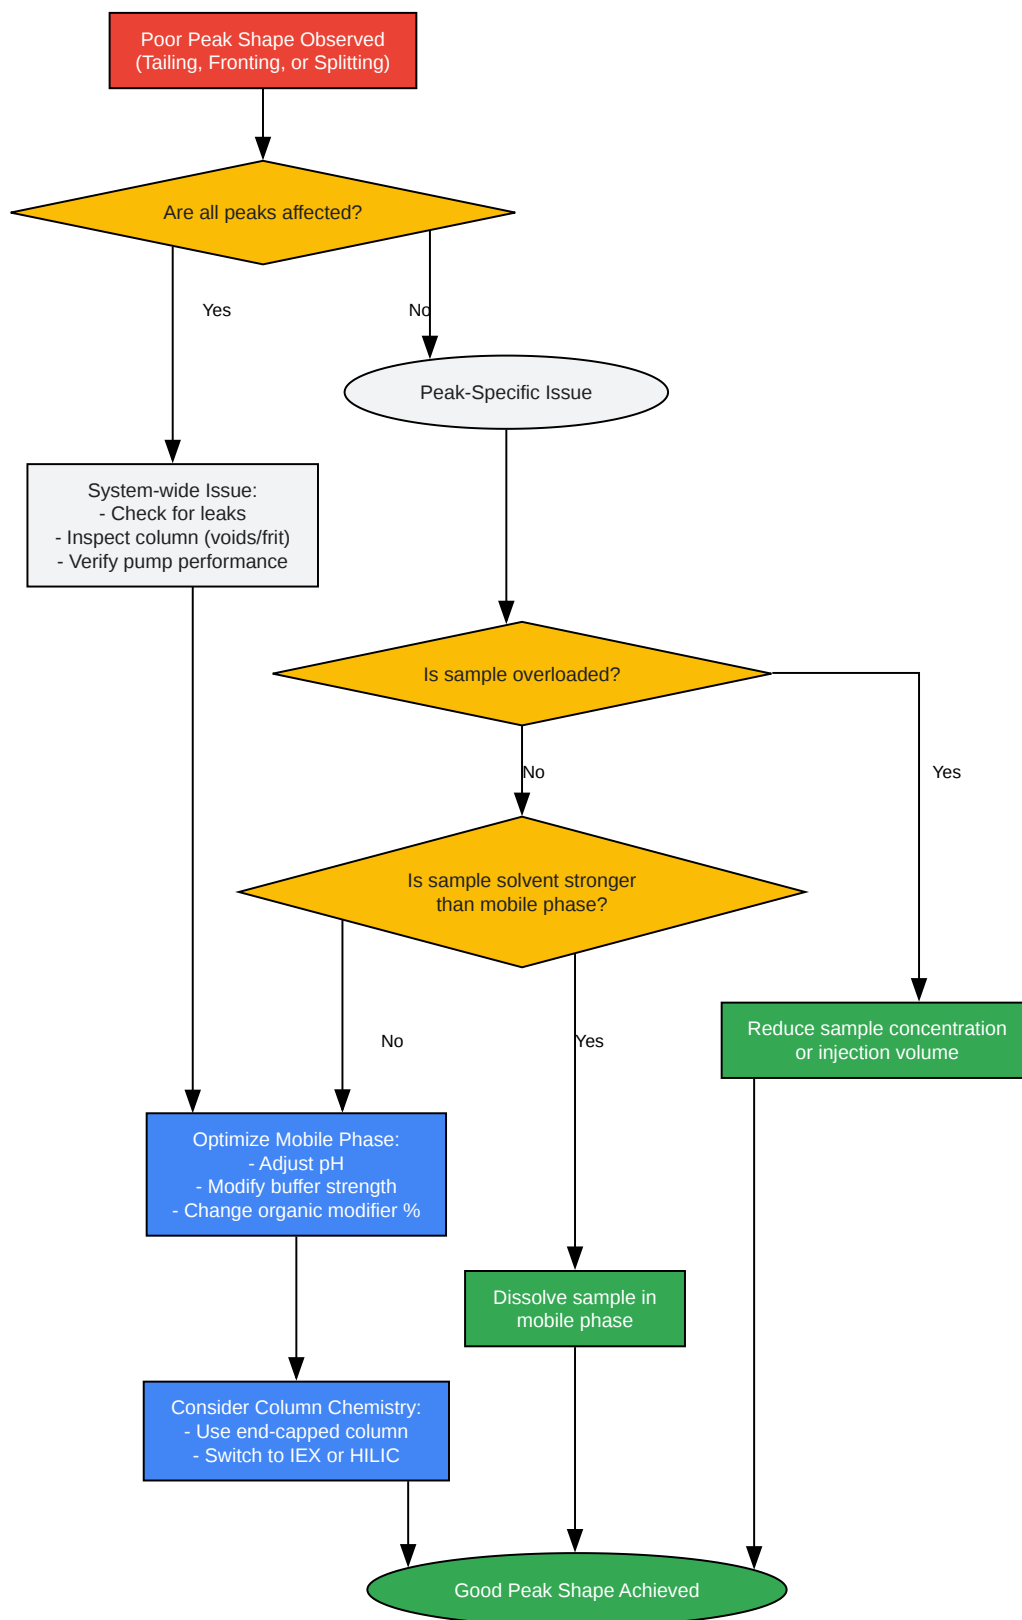 Poor Peak Shape Observed
(Tailing, Fronting, or Splitting)
Are all peaks affected?
Yes
No
Peak-Specific Issue
System-wide Issue:
- Check for leaks
- Inspect column (voids/frit)
- Verify pump performance
Is sample overloaded?
No
Yes
Is sample solvent stronger
than mobile phase?
No
Yes
Reduce sample concentration
or injection volume
Optimize Mobile Phase:
- Adjust pH
- Modify buffer strength
- Change organic modifier %
Dissolve sample in
mobile phase
Consider Column Chemistry:
- Use end-capped column
- Switch to IEX or HILIC
Good Peak Shape Achieved